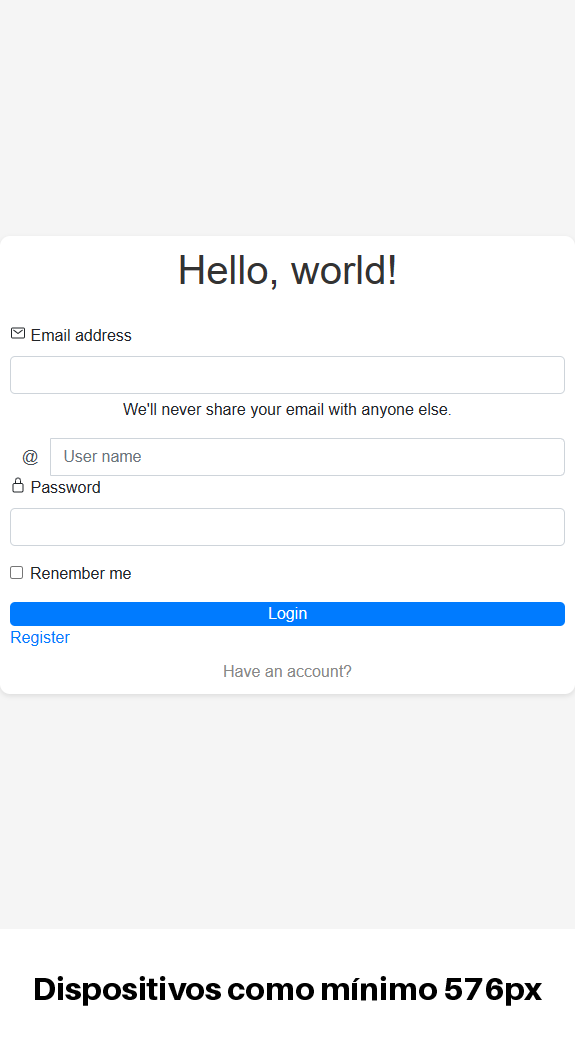 Hello, world!
Email address
We'll never share your email with anyone else.
@ User name
Password
Renember me
Login
Register
Have an account?
Dispositivos como mínimo 576px